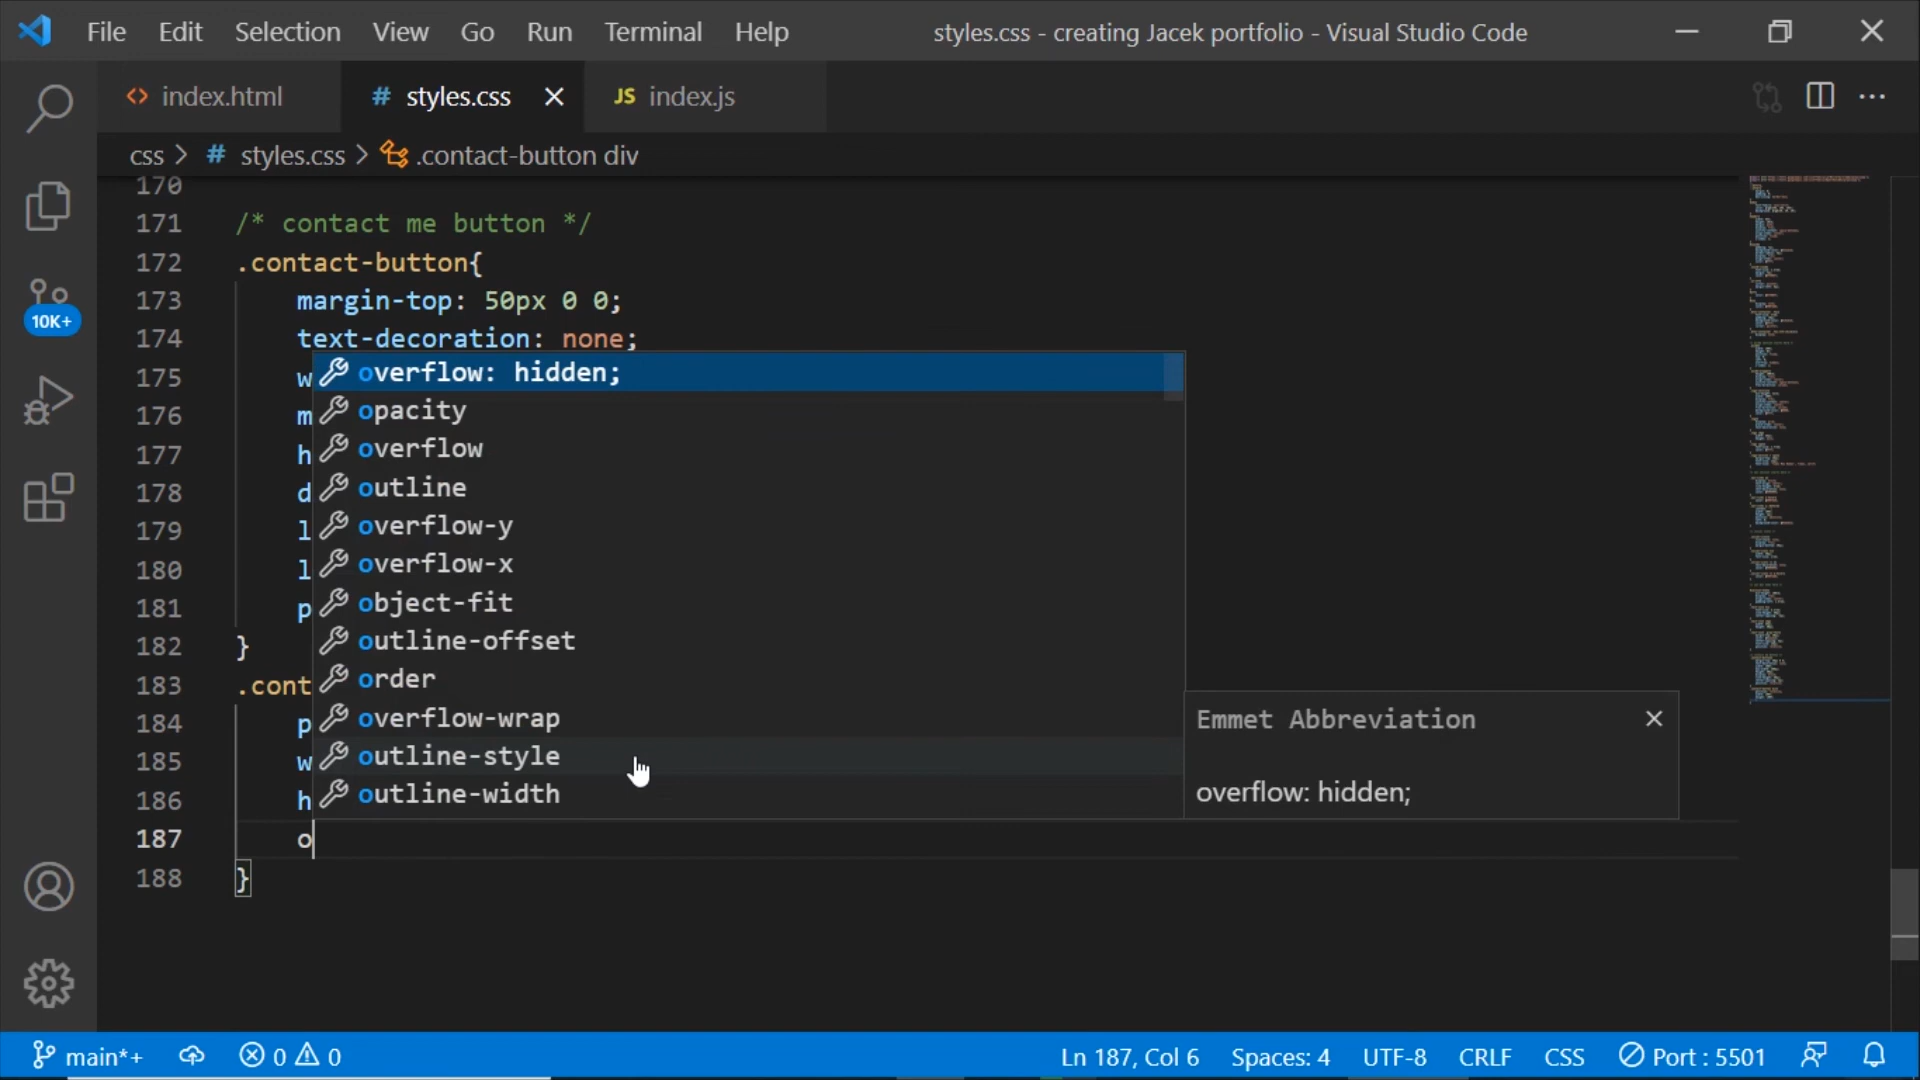 File Edit Selection View Go Run Terminal Help styles.css - creating Jacek portfolio - Visual Studio Code
<> index.html # styles.css JS index.js
css > # styles.css > .contact-button div
170
171 /* contact me button */
172 .contact-button{
173 margin-top: 50px 0 0;
174 text-decoration: none;
175 w
176 m
177 h
178 d
179 l
180 l
181 p
182 }
183 .cont
184 p
185 w
186 h
187 o
188 }
overflow: hidden;
opacity
overflow
outline
overflow-y
overflow-x
object-fit
outline-offset
order
overflow-wrap
outline-style
outline-width
Emmet Abbreviation
overflow: hidden;
10K+
main*+ 0 0 Ln 187, Col 6 Spaces: 4 UTF-8 CRLF CSS Port : 5501